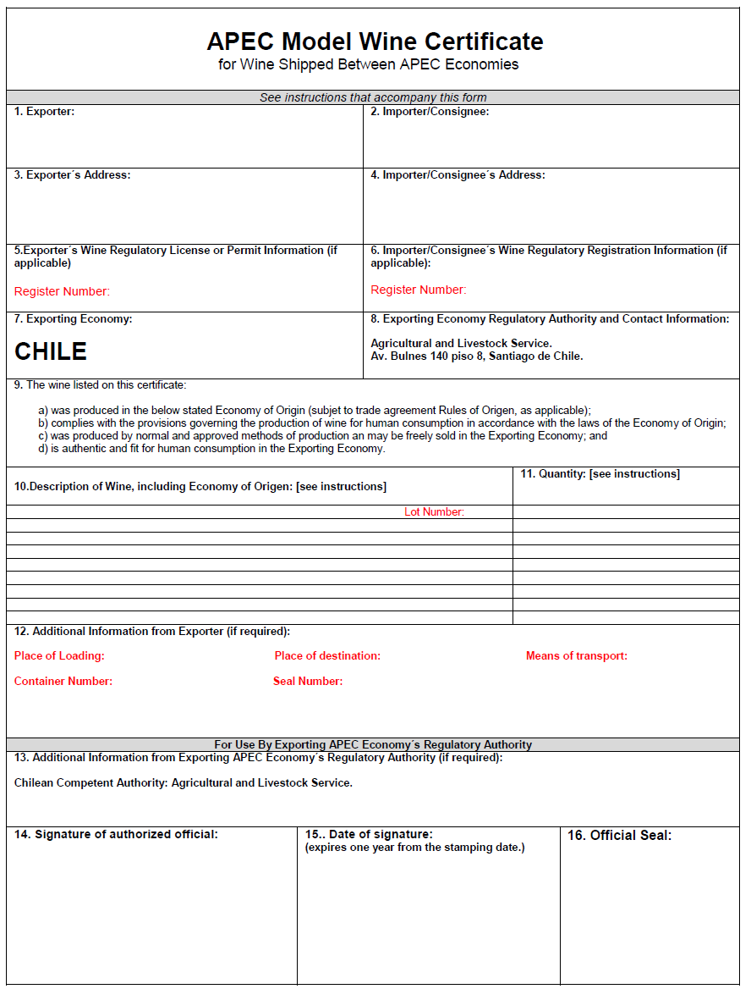 APEC Model Wine Certificate
for Wine Shipped Between APEC Economies
See instructions that accompany this form
1. Exporter:
2. Importer/Consignee:
3. Exporter´s Address:
4. Importer/Consignee´s Address:
5.Exporter´s Wine Regulatory License or Permit Information (if
applicable)
Register Number:
6. Importer/Consignee´s Wine Regulatory Registration Information (if
applicable):
Register Number:
7. Exporting Economy:
CHILE
8. Exporting Economy Regulatory Authority and Contact Information:
Agricultural and Livestock Service.
Av. Bulnes 140 piso 8, Santiago de Chile.
9. The wine listed on this certificate:
a) was produced in the below stated Economy of Origin (subjet to trade agreement Rules of Origen, as applicable);
b) complies with the provisions governing the production of wine for human consumption in accordance with the laws of the Economy of Origin;
c) was produced by normal and approved methods of production an may be freely sold in the Exporting Economy; and
d) is authentic and fit for human consumption in the Exporting Economy.
10.Description of Wine, including Economy of Origen: [see instructions]
11. Quantity: [see instructions]
Lot Number:
12. Additional Information from Exporter (if required):
Place of Loading: Place of destination: Means of transport:
Container Number: Seal Number:
For Use By Exporting APEC Economy´s Regulatory Authority
13. Additional Information from Exporting APEC Economy´s Regulatory Authority (if required):
Chilean Competent Authority: Agricultural and Livestock Service.
14. Signature of authorized official:
15.. Date of signature:
(expires one year from the stamping date.)
16. Official Seal: